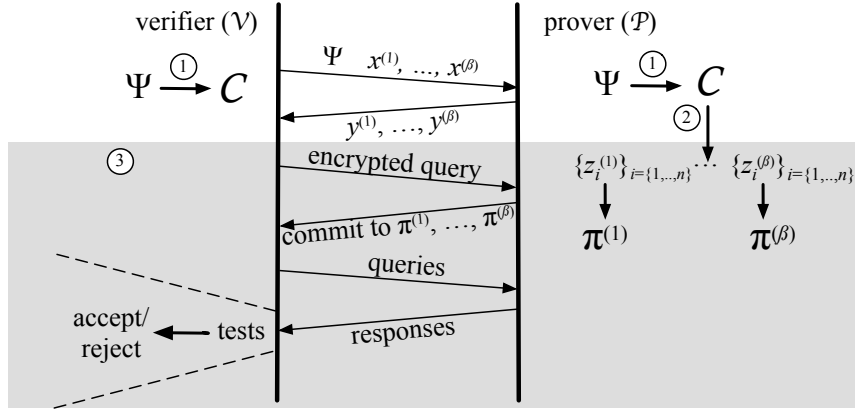 verifier (𝒱)
prover (𝒫)
① Ψ → C
Ψ x⁽¹⁾, ..., x⁽ᵝ⁾
① Ψ → C
②
y⁽¹⁾, …, y⁽ᵝ⁾
③
encrypted query
{zᵢ⁽¹⁾}i={1,..,n} … {zᵢ⁽ᵝ⁾}i={1,..,n}
commit to π⁽¹⁾, …, π⁽ᵝ⁾
π⁽¹⁾ π⁽ᵝ⁾
queries
accept/
reject
tests
responses